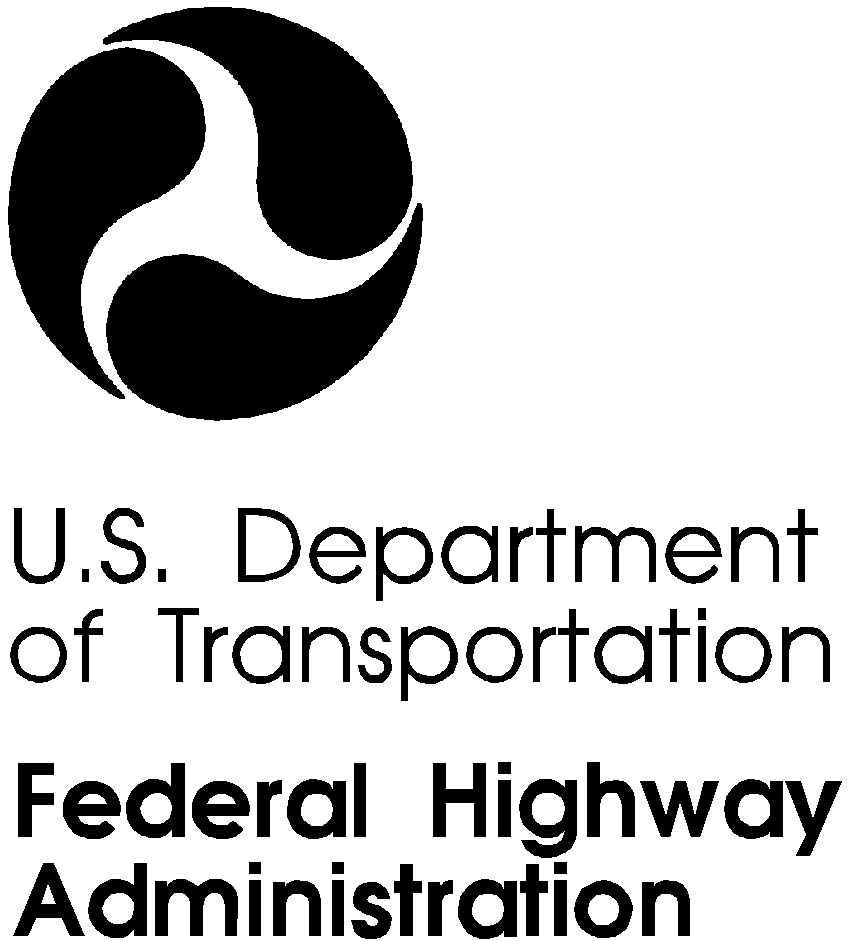 U.S. Department
of Transportation
Federal Highway
Administration